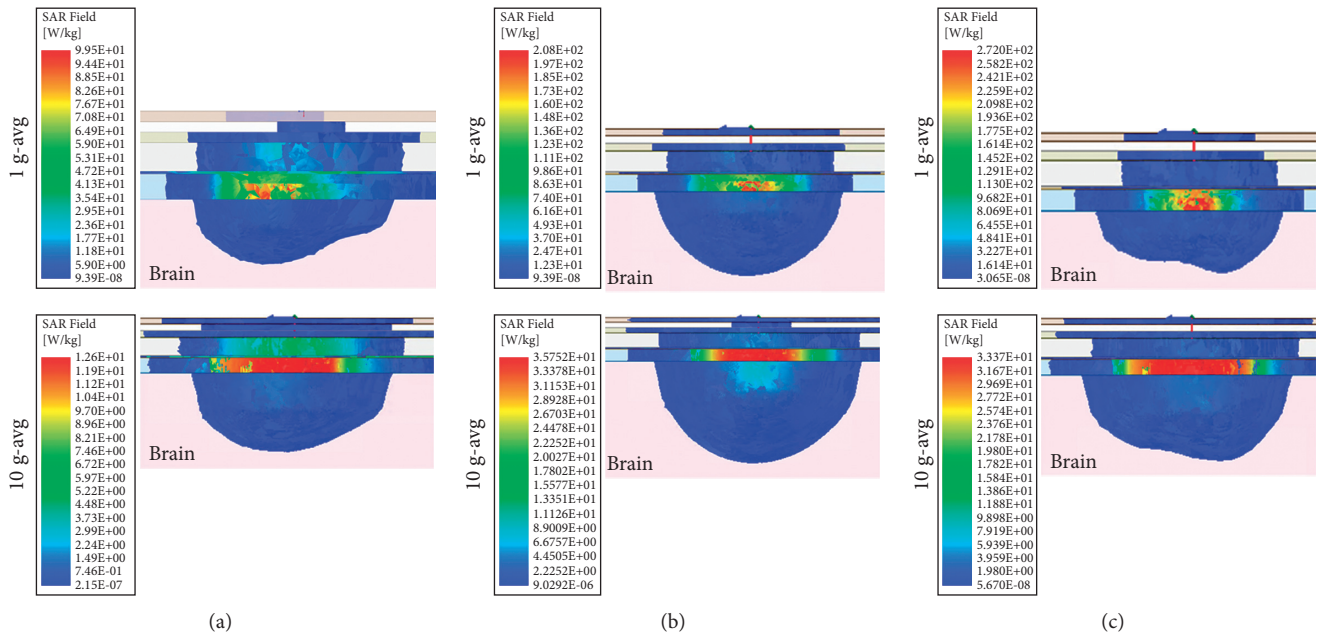 1 g-avg
SAR Field
[W/kg]
9.95E+01
9.44E+01
8.85E+01
8.26E+01
7.67E+01
7.08E+01
6.49E+01
5.90E+01
5.31E+01
4.72E+01
4.13E+01
3.54E+01
2.95E+01
2.36E+01
1.77E+01
1.18E+01
5.90E+00
9.39E-08
Brain
1 g-avg
SAR Field
[W/kg]
2.08E+02
1.97E+02
1.85E+02
1.73E+02
1.60E+02
1.48E+02
1.36E+02
1.23E+02
1.11E+02
9.86E+01
8.63E+01
7.40E+01
6.16E+01
4.93E+01
3.70E+01
2.47E+01
1.23E+01
9.39E-08
Brain
1 g-avg
SAR Field
[W/kg]
2.720E+02
2.582E+02
2.421E+02
2.259E+02
2.098E+02
1.936E+02
1.775E+02
1.614E+02
1.452E+02
1.291E+02
1.130E+02
9.682E+01
8.069E+01
6.455E+01
4.841E+01
3.227E+01
1.614E+01
3.065E-08
Brain
10 g-avg
SAR Field
[W/kg]
1.26E+01
1.19E+01
1.12E+01
1.04E+01
9.70E+00
8.96E+00
8.21E+00
7.46E+00
6.72E+00
5.97E+00
5.22E+00
4.48E+00
3.73E+00
2.99E+00
2.24E+00
1.49E+00
7.46E-01
2.15E-07
Brain
10 g-avg
SAR Field
[W/kg]
3.5752E+01
3.3378E+01
3.1153E+01
2.8928E+01
2.6703E+01
2.4478E+01
2.2252E+01
2.0027E+01
1.7802E+01
1.5577E+01
1.3351E+01
1.1126E+01
8.9009E+00
6.6757E+00
4.4505E+00
2.2252E+00
9.0292E-06
Brain
10 g-avg
SAR Field
[W/kg]
3.337E+01
3.167E+01
2.969E+01
2.772E+01
2.574E+01
2.376E+01
2.178E+01
1.980E+01
1.782E+01
1.584E+01
1.386E+01
1.188E+01
9.898E+00
7.919E+00
5.939E+00
3.959E+00
1.980E+00
5.670E-08
Brain
(a)
(b)
(c)